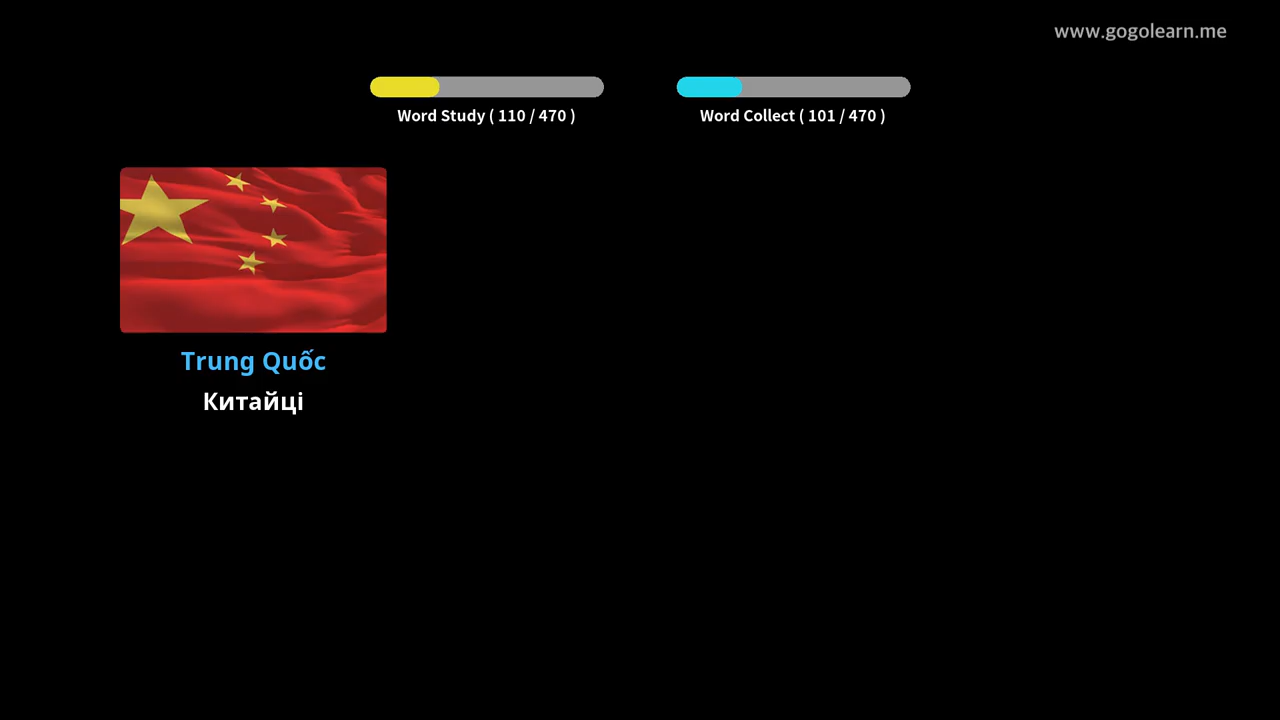 www.gogolearn.me
Word Study ( 110 / 470 )
Word Collect ( 101 / 470 )
Trung Quốc
Китайці